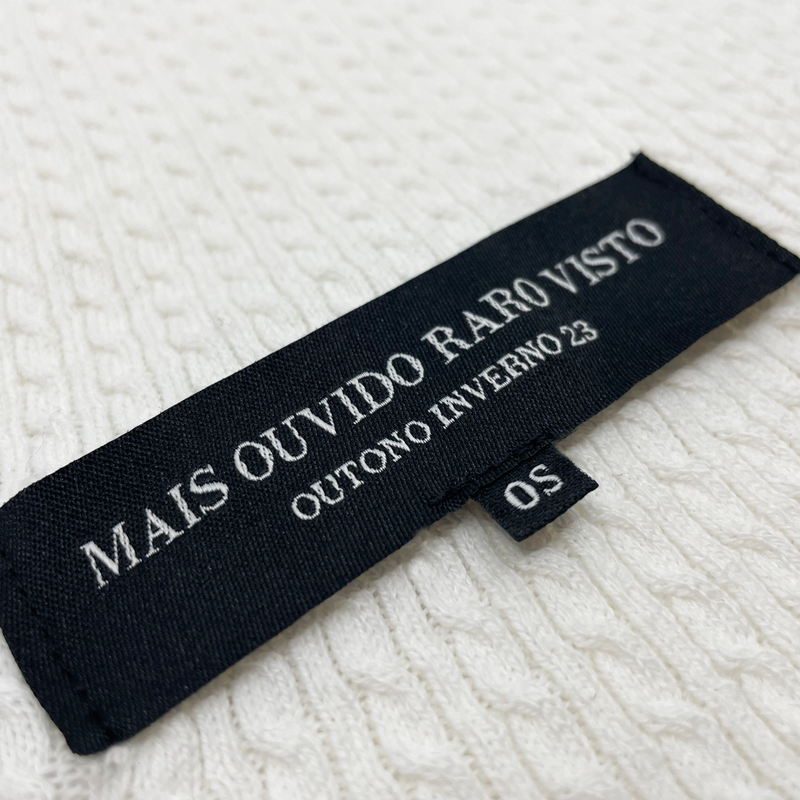 MAIS OUVIDO RARO VISTO
OUTONO INVERNO 23
OS